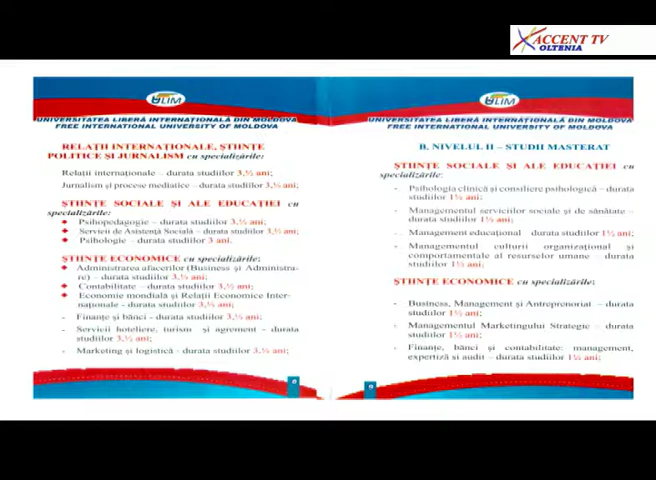 ACCENT TV
OLTENIA
ULIM
UNIVERSITATEA LIBERĂ INTERNAȚIONALĂ DIN MOLDOVA
FREE INTERNATIONAL UNIVERSITY OF MOLDOVA
RELAȚII INTERNAȚIONALE, ȘTIINȚE
POLITICE ȘI JURNALISM cu specializările:
Relații internaționale – durata studiilor 3,½ ani;
Jurnalism și procese mediatice – durata studiilor 3,½ ani;
ȘTIINȚE SOCIALE ȘI ALE EDUCAȚIEI cu
specializările:
Psihopedagogie – durata studiilor 3,½ ani;
Servicii de Asistență Socială – durata studiilor 3,½ ani;
Psihologie – durata studiilor 3 ani.
ȘTIINȚE ECONOMICE cu specializările:
Administrarea afacerilor (Business și Administra-
re) – durata studiilor 3,½ ani;
Contabilitate – durata studiilor 3,½ ani;
Economie mondială și Relații Economice Inter-
naționale - durata studiilor 3,½ ani;
- Finanțe și bănci - durata studiilor 3,½ ani;
- Servicii hoteliere, turism și agrement - durata
studiilor 3,½ ani;
- Marketing și logistică - durata studiilor 3,½ ani;
ULIM
UNIVERSITATEA LIBERĂ INTERNAȚIONALĂ DIN MOLDOVA
FREE INTERNATIONAL UNIVERSITY OF MOLDOVA
B. NIVELUL II – STUDII MASTERAT
ȘTIINȚE SOCIALE ȘI ALE EDUCAȚIEI cu
specializările:
- Psihologia clinică și consiliere psihologică – durata
studiilor 1½ ani;
- Managementul serviciilor sociale și de sănătate –
durata studiilor 1½ ani;
- Management educațional durata studiilor 1½ ani;
- Managementul culturii organizațional și
comportamentale al resurselor umane – durata
studiilor 1½ ani;
ȘTIINȚE ECONOMICE cu specializările:
- Business, Management și Antreprenoriat – durata
studiilor 1½ ani;
- Managementul Marketingului Strategic – durata
studiilor 1½ ani;
- Finanțe, bănci și contabilitate: management,
expertiză și audit – durata studiilor 1½ ani;